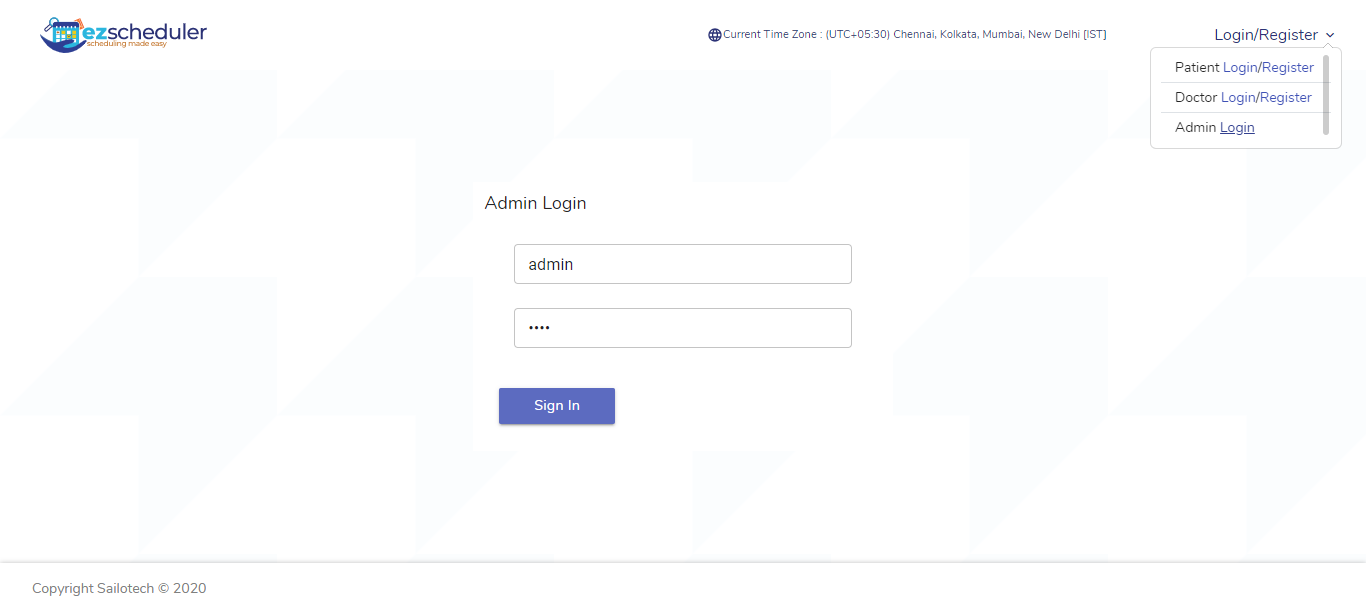 ezscheduler
scheduling made easy
Current Time Zone : (UTC+05:30) Chennai, Kolkata, Mumbai, New Delhi [IST]
Login/Register
Patient Login/Register
Doctor Login/Register
Admin Login
Admin Login
admin
••••
Sign In
Copyright Sailotech © 2020